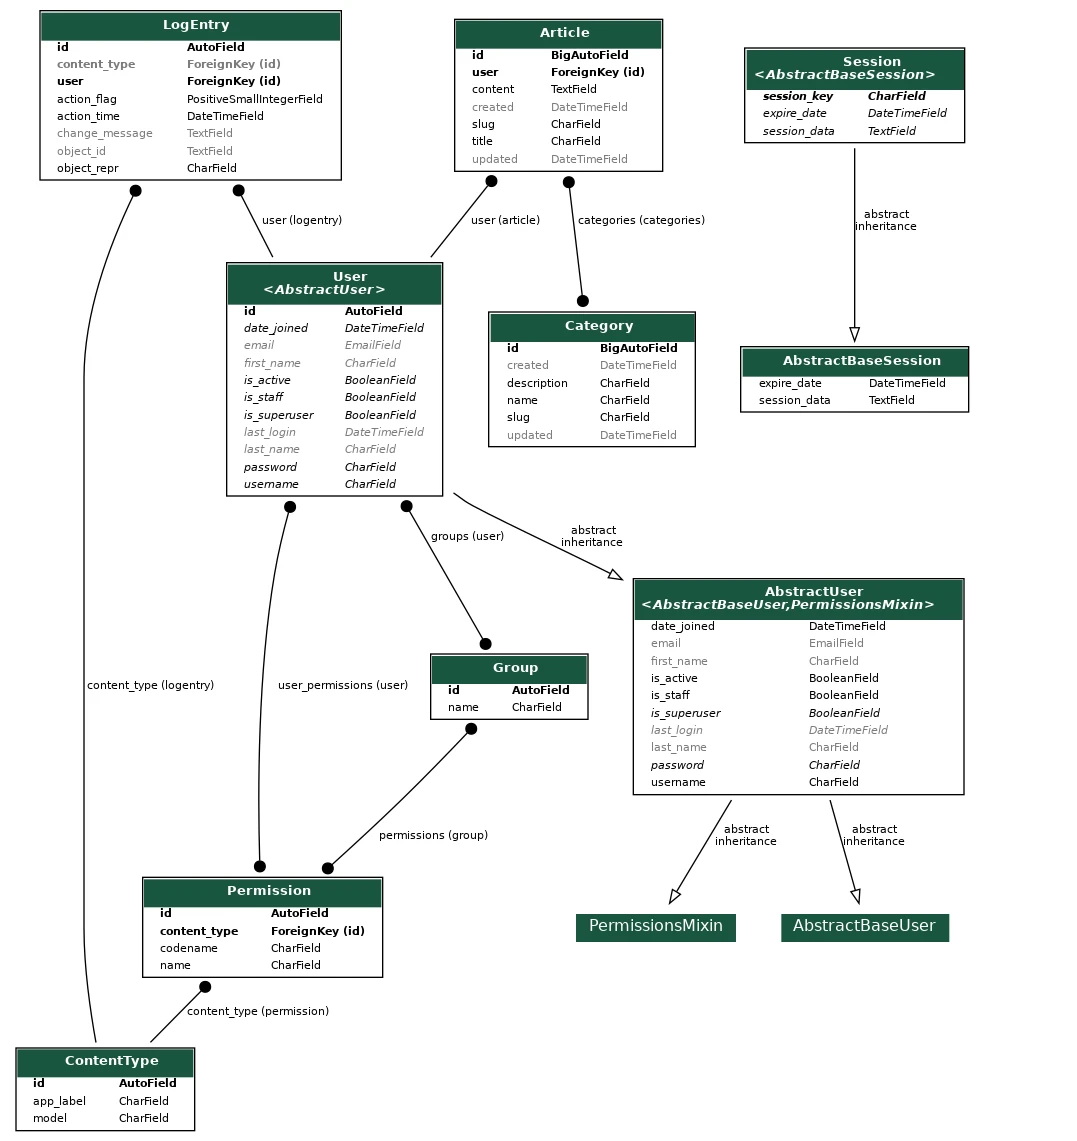 LogEntry
id AutoField
content_type ForeignKey (id)
user ForeignKey (id)
action_flag PositiveSmallIntegerField
action_time DateTimeField
change_message TextField
object_id TextField
object_repr CharField
Article
id BigAutoField
user ForeignKey (id)
content TextField
created DateTimeField
slug CharField
title CharField
updated DateTimeField
Session
<AbstractBaseSession>
session_key CharField
expire_date DateTimeField
session_data TextField
user (logentry)
user (article)
categories (categories)
abstract
inheritance
User
<AbstractUser>
id AutoField
date_joined DateTimeField
email EmailField
first_name CharField
is_active BooleanField
is_staff BooleanField
is_superuser BooleanField
last_login DateTimeField
last_name CharField
password CharField
username CharField
Category
id BigAutoField
created DateTimeField
description CharField
name CharField
slug CharField
updated DateTimeField
AbstractBaseSession
expire_date DateTimeField
session_data TextField
groups (user)
abstract
inheritance
AbstractUser
<AbstractBaseUser,PermissionsMixin>
date_joined DateTimeField
email EmailField
first_name CharField
is_active BooleanField
is_staff BooleanField
is_superuser BooleanField
last_login DateTimeField
last_name CharField
password CharField
username CharField
content_type (logentry)
user_permissions (user)
Group
id AutoField
name CharField
permissions (group)
abstract
inheritance
abstract
inheritance
Permission
id AutoField
content_type ForeignKey (id)
codename CharField
name CharField
PermissionsMixin
AbstractBaseUser
content_type (permission)
ContentType
id AutoField
app_label CharField
model CharField